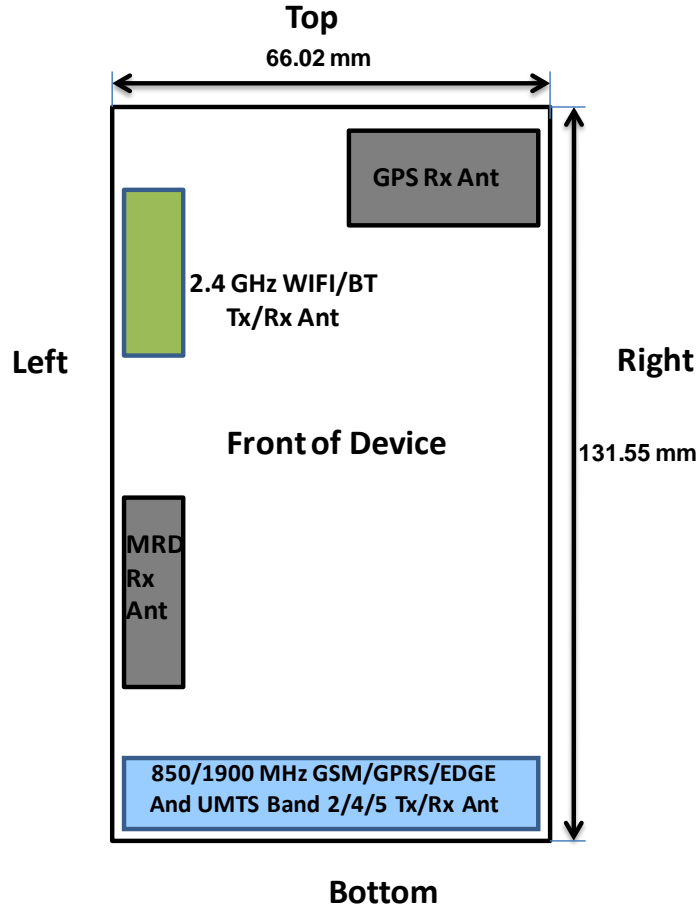 Top
66.02 mm
GPS Rx Ant
2.4 GHz WIFI/BT
Tx/Rx Ant
Left
Right
Front of Device
131.55 mm
MRD
Rx
Ant
850/1900 MHz GSM/GPRS/EDGE
And UMTS Band 2/4/5 Tx/Rx Ant
Bottom